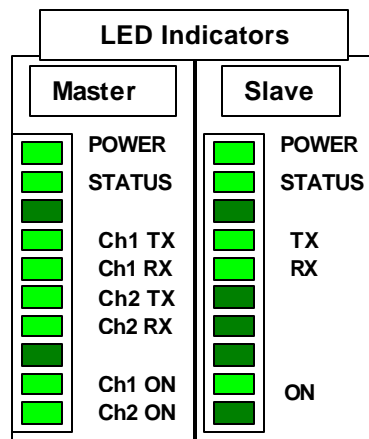 LED Indicators
Master
POWER
STATUS
Ch1 TX
Ch1 RX
Ch2 TX
Ch2 RX
Ch1 ON
Ch2 ON
Slave
POWER
STATUS
TX
RX
ON